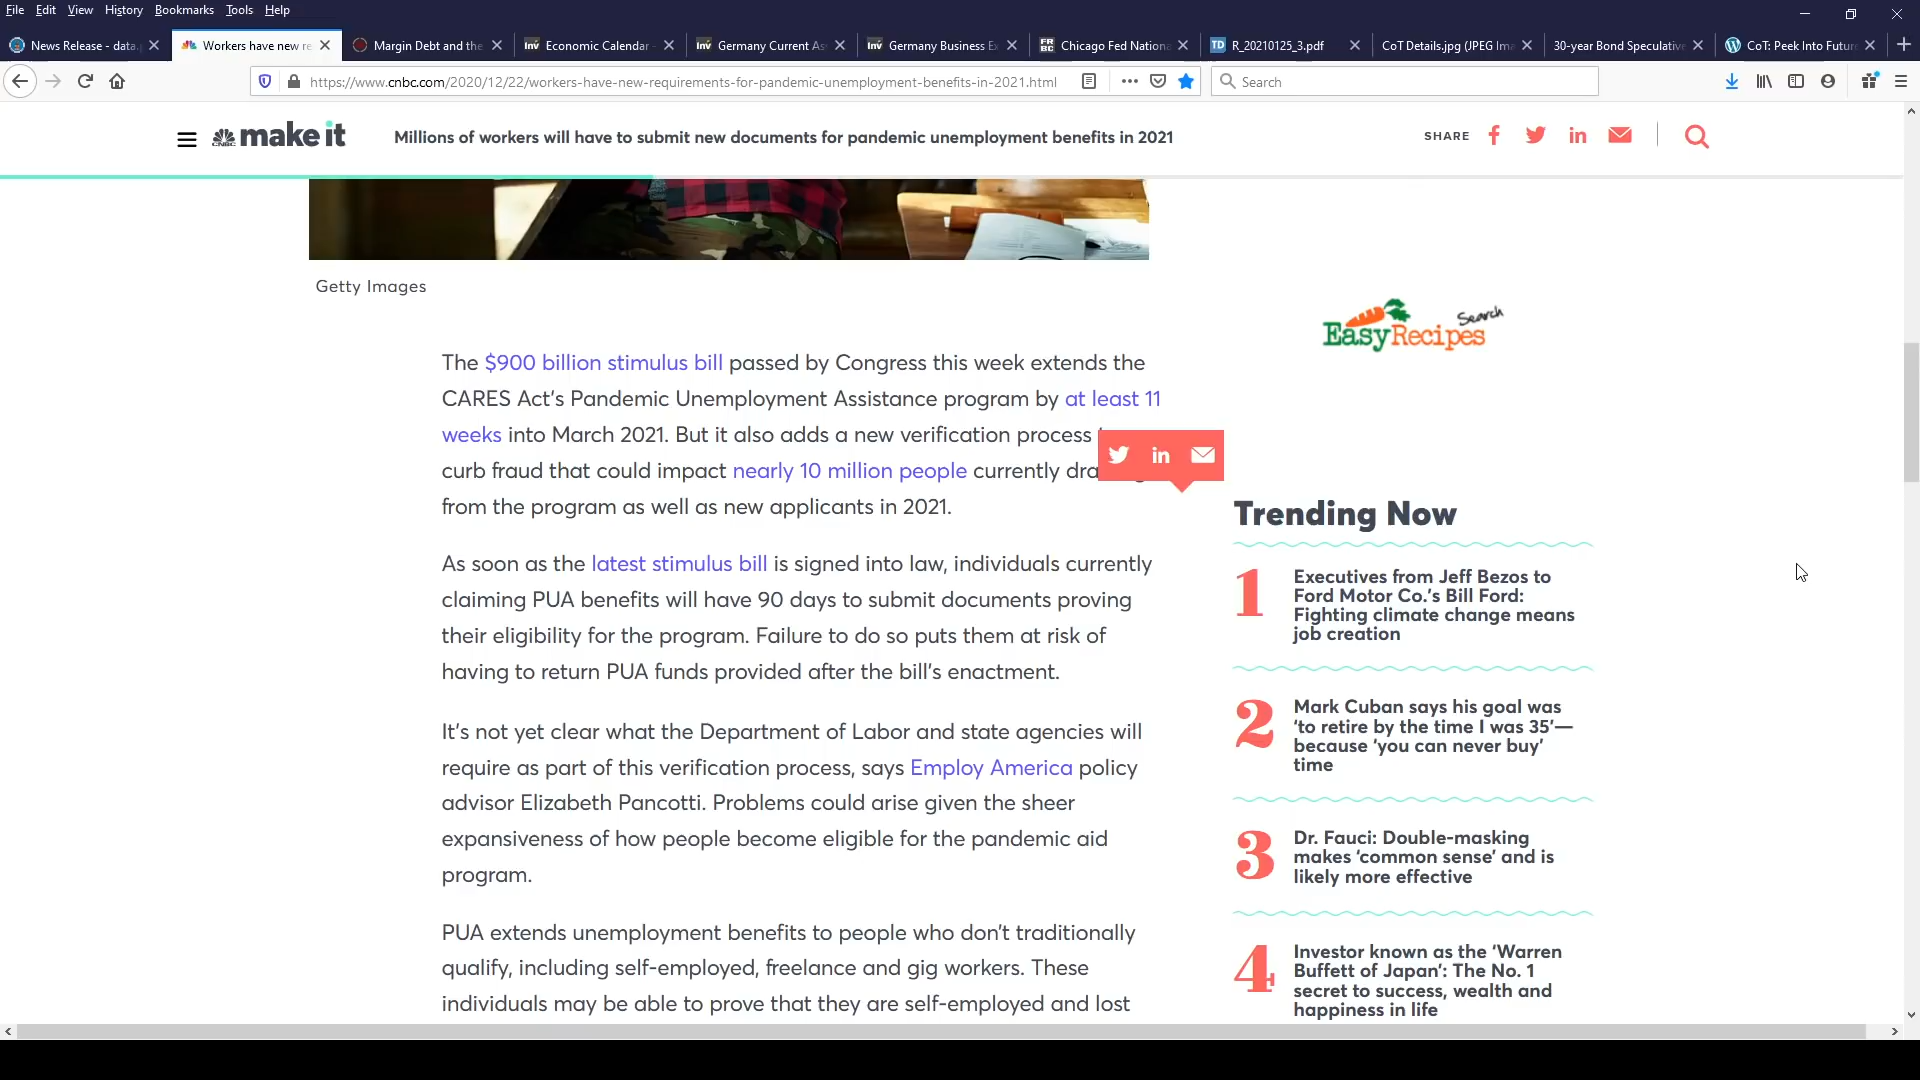 File Edit View History Bookmarks Tools Help
News Release - data.
Workers have new re
Margin Debt and the
Economic Calendar -
Germany Current As
Germany Business Ex
Chicago Fed Nation
R_20210125_3.pdf
CoT Details.jpg (JPEG Ima
30-year Bond Speculative
CoT: Peek Into Futur
https://www.cnbc.com/2020/12/22/workers-have-new-requirements-for-pandemic-unemployment-benefits-in-2021.html
Search
CNBC make it
Millions of workers will have to submit new documents for pandemic unemployment benefits in 2021
SHARE
Getty Images
The $900 billion stimulus bill passed by Congress this week extends the
CARES Act's Pandemic Unemployment Assistance program by at least 11
weeks into March 2021. But it also adds a new verification process
curb fraud that could impact nearly 10 million people currently dra
from the program as well as new applicants in 2021.
As soon as the latest stimulus bill is signed into law, individuals currently
claiming PUA benefits will have 90 days to submit documents proving
their eligibility for the program. Failure to do so puts them at risk of
having to return PUA funds provided after the bill's enactment.
It's not yet clear what the Department of Labor and state agencies will
require as part of this verification process, says Employ America policy
advisor Elizabeth Pancotti. Problems could arise given the sheer
expansiveness of how people become eligible for the pandemic aid
program.
PUA extends unemployment benefits to people who don't traditionally
qualify, including self-employed, freelance and gig workers. These
individuals may be able to prove that they are self-employed and lost
EasyRecipes Search
Trending Now
1
Executives from Jeff Bezos to
Ford Motor Co.'s Bill Ford:
Fighting climate change means
job creation
2
Mark Cuban says his goal was
'to retire by the time I was 35'—
because 'you can never buy'
time
3
Dr. Fauci: Double-masking
makes 'common sense' and is
likely more effective
4
Investor known as the 'Warren
Buffett of Japan': The No. 1
secret to success, wealth and
happiness in life